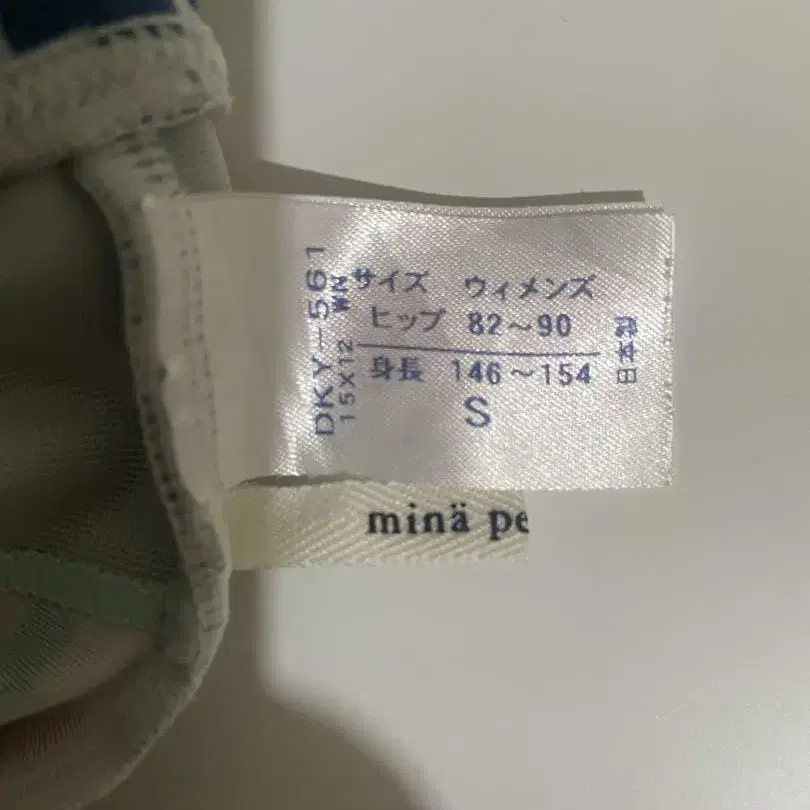 サイズ ウィメンズ
ヒップ 82～90
身長 146～154
S
DKY-561
15X12 WN
日本製
minä pe